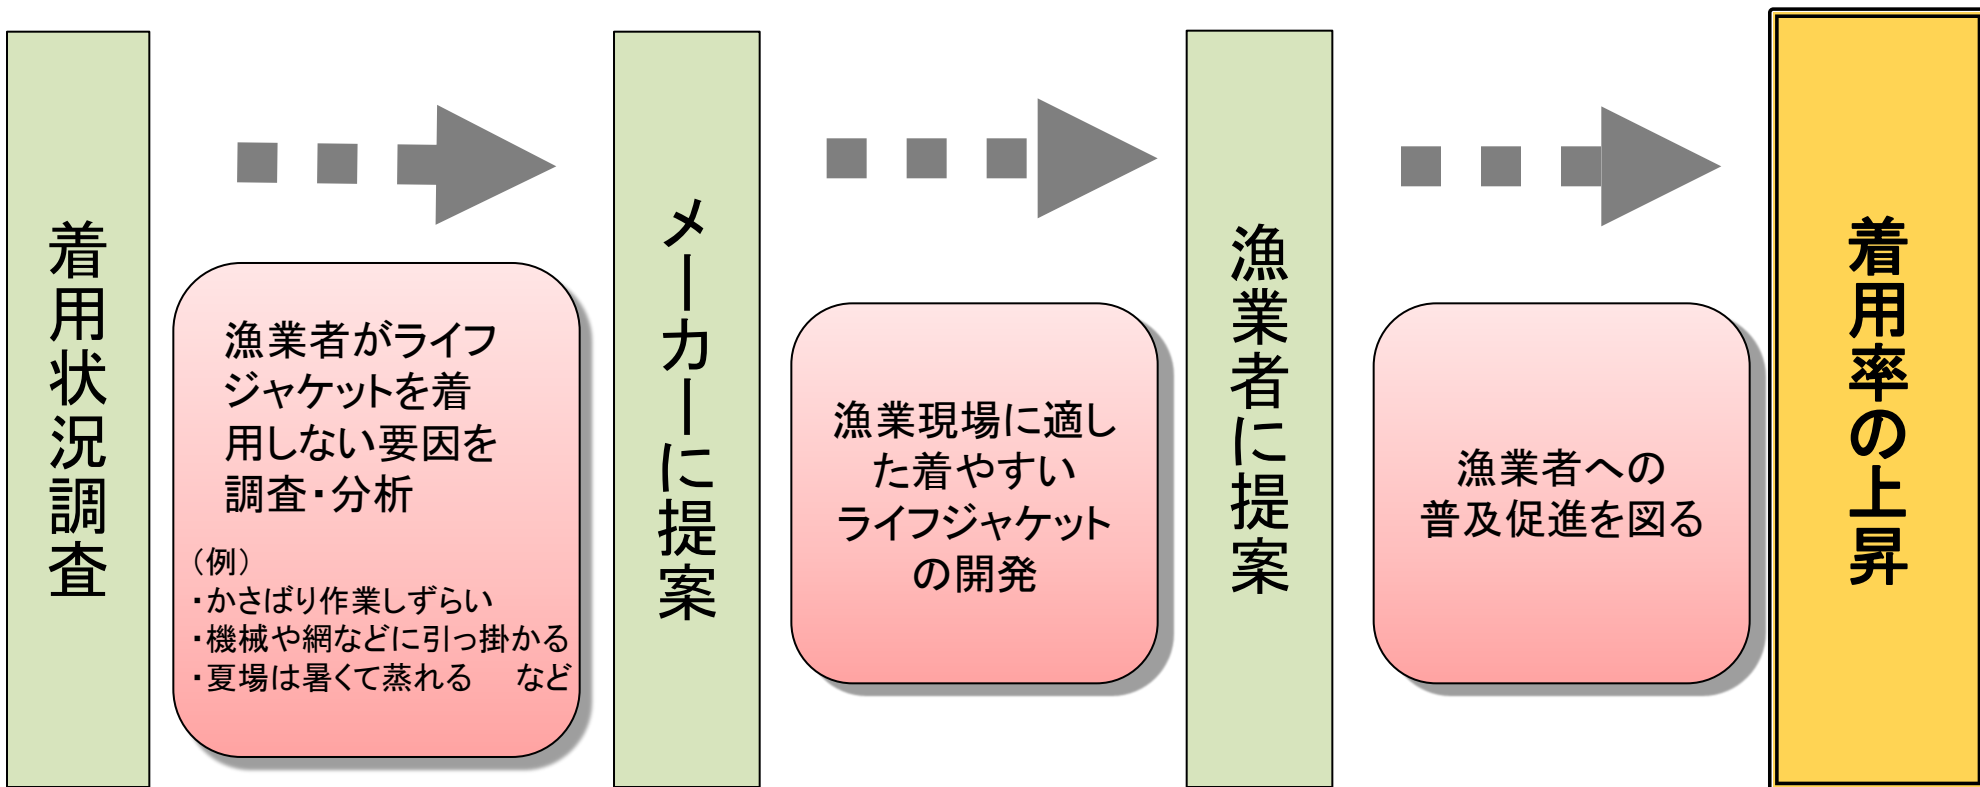 着用状況調査
漁業者がライフ
ジャケットを着
用しない要因を
調査・分析
（例）
・かさばり作業しずらい
・機械や網などに引っ掛かる
・夏場は暑くて蒸れる　など
メーカーに提案
漁業現場に適し
た着やすい
ライフジャケット
の開発
漁業者に提案
漁業者への
普及促進を図る
着用率の上昇